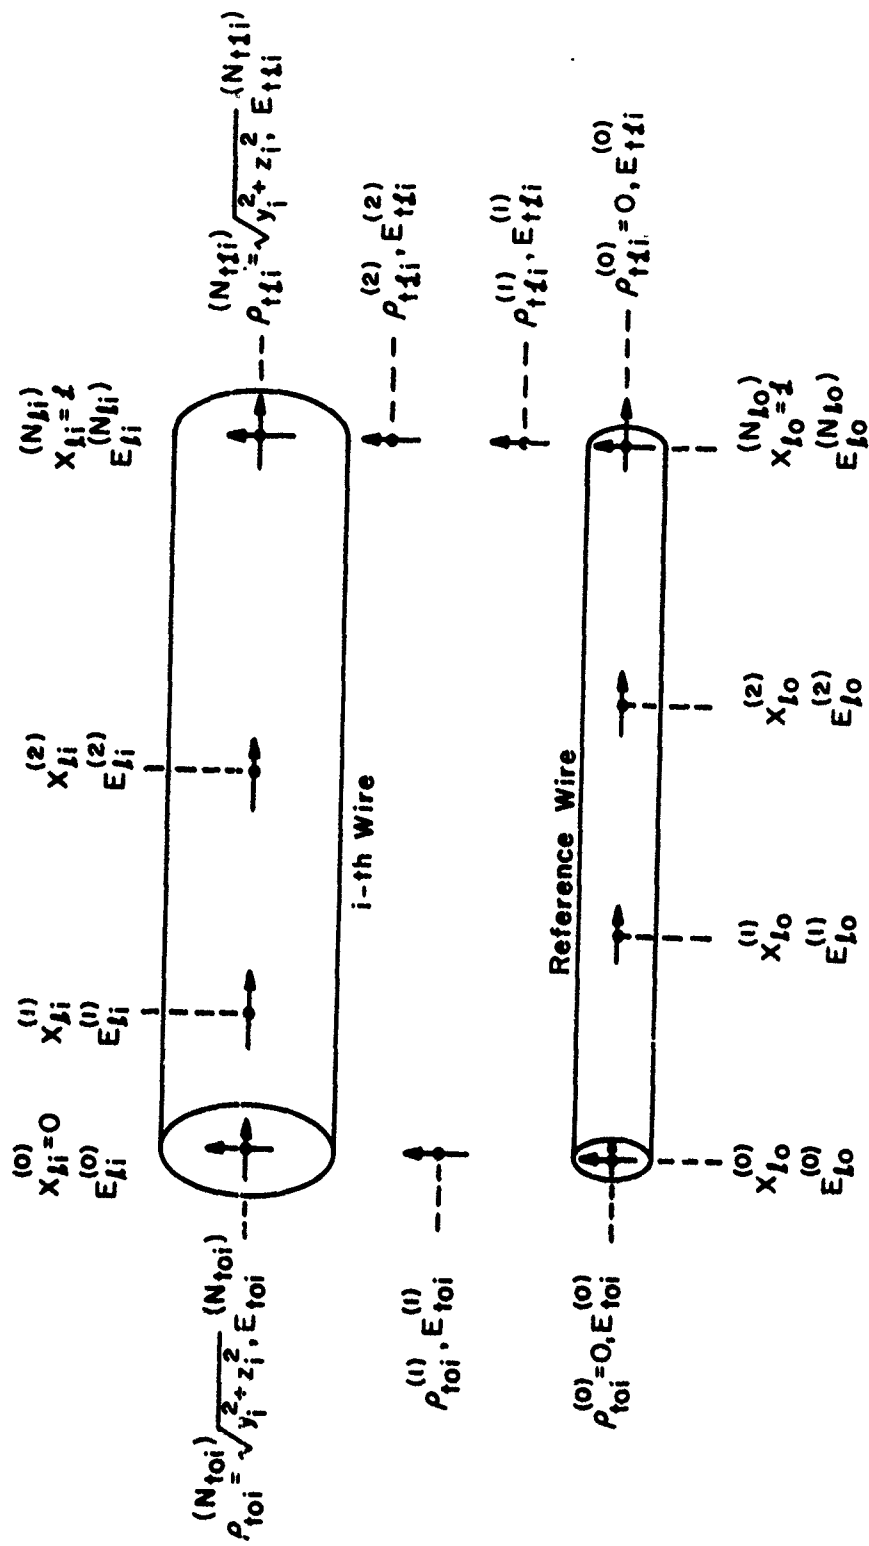 X_{ℓi}^{(0)}=0
E_{ℓi}^{(0)}
X_{ℓi}^{(1)}
E_{ℓi}^{(1)}
X_{ℓi}^{(2)}
E_{ℓi}^{(2)}
X_{ℓi}^{(N_{ℓi})}=ℓ
E_{ℓi}^{(N_{ℓi})}
ρ_{toi}^{(N_{toi})}=√(y_i^2+z_i^2), E_{toi}^{(N_{toi})}
ρ_{tℓi}^{(N_{tℓi})}=√(y_i^2+z_i^2), E_{tℓi}^{(N_{tℓi})}
i-th Wire
ρ_{tℓi}^{(2)}, E_{tℓi}^{(2)}
ρ_{toi}^{(1)}, E_{toi}^{(1)}
ρ_{tℓi}^{(1)}, E_{tℓi}^{(1)}
Reference Wire
ρ_{toi}^{(0)}=0, E_{toi}^{(0)}
ρ_{tℓi}^{(0)}=0, E_{tℓi}^{(0)}
X_{ℓo}^{(0)}
E_{ℓo}^{(0)}
X_{ℓo}^{(1)}
E_{ℓo}^{(1)}
X_{ℓo}^{(2)}
E_{ℓo}^{(2)}
X_{ℓo}^{(N_{ℓo})}=ℓ
E_{ℓo}^{(N_{ℓo})}